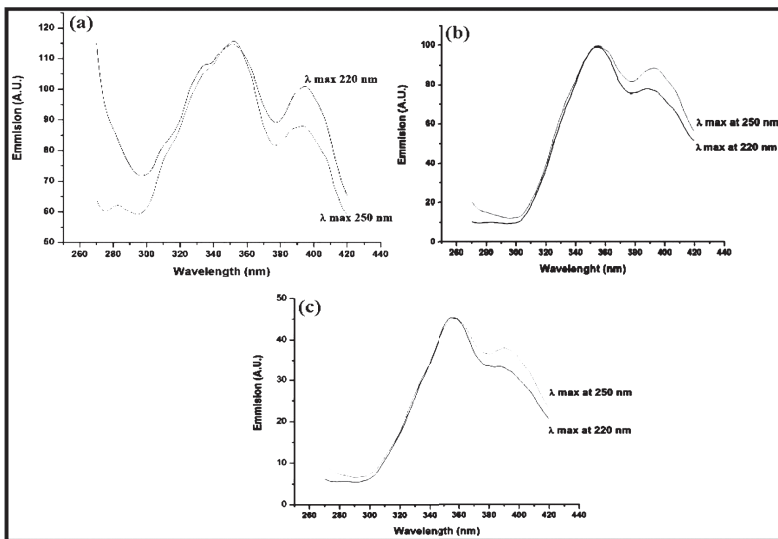 (a)
Emmision (A.U.)
120
110
100
90
80
70
60
50
λ max 220 nm
λ max 250 nm
260 280 300 320 340 360 380 400 420 440
Wavelength (nm)
(b)
Emmision (A.U.)
100
80
60
40
20
0
λ max at 250 nm
λ max at 220 nm
260 280 300 320 340 360 380 400 420 440
Wavelenght (nm)
(c)
Emmision (A.U.)
50
40
30
20
10
0
λ max at 250 nm
λ max at 220 nm
260 280 300 320 340 360 380 400 420 440
Wavelength (nm)